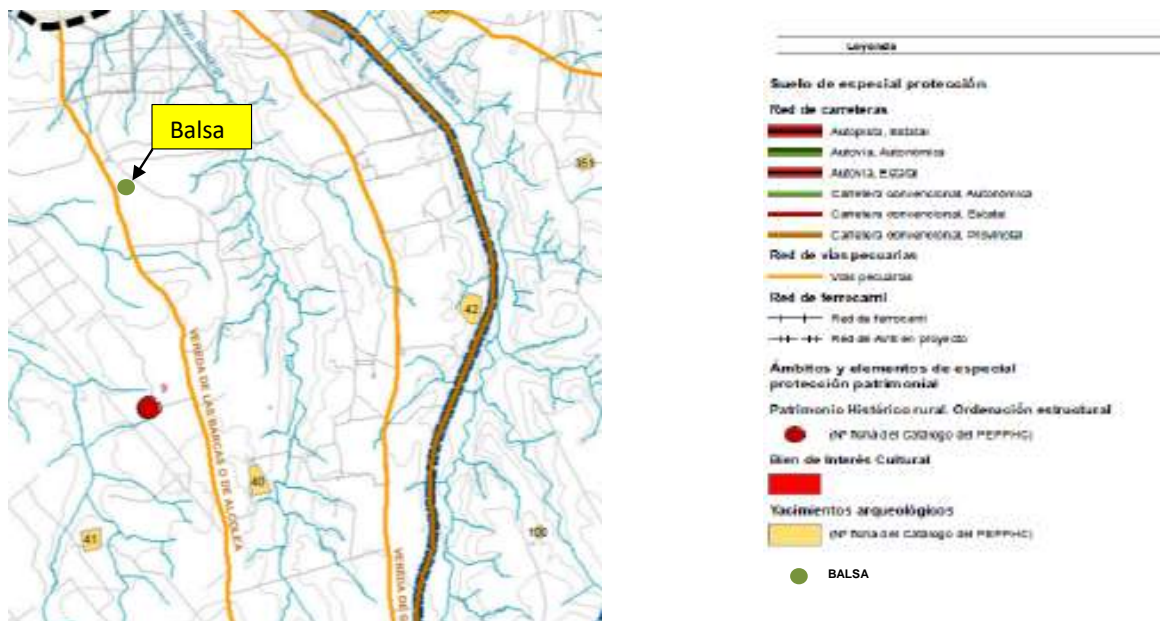 Balsa
42
40
41
100
VEREDA DE LAS BARCAS O DE ALCOLEA
VEREDA DE
Leyenda
Suelo de especial protección
Red de carreteras
Autopista, Estatal
Autovía, Autonómica
Autovía, Estatal
Carretera convencional, Autonómica
Carretera convencional, Estatal
Carretera convencional, Provincial
Red de vías pecuarias
Vías pecuarias
Red de ferrocarril
Red de ferrocarril
Red de AVE en proyecto
Ámbitos y elementos de especial
protección patrimonial
Patrimonio Histórico rural. Ordenación estructural
(Nº ficha del Catálogo del PEPPHC)
Bien de Interés Cultural
Yacimientos arqueológicos
(Nº ficha del Catálogo del PEPPHC)
BALSA